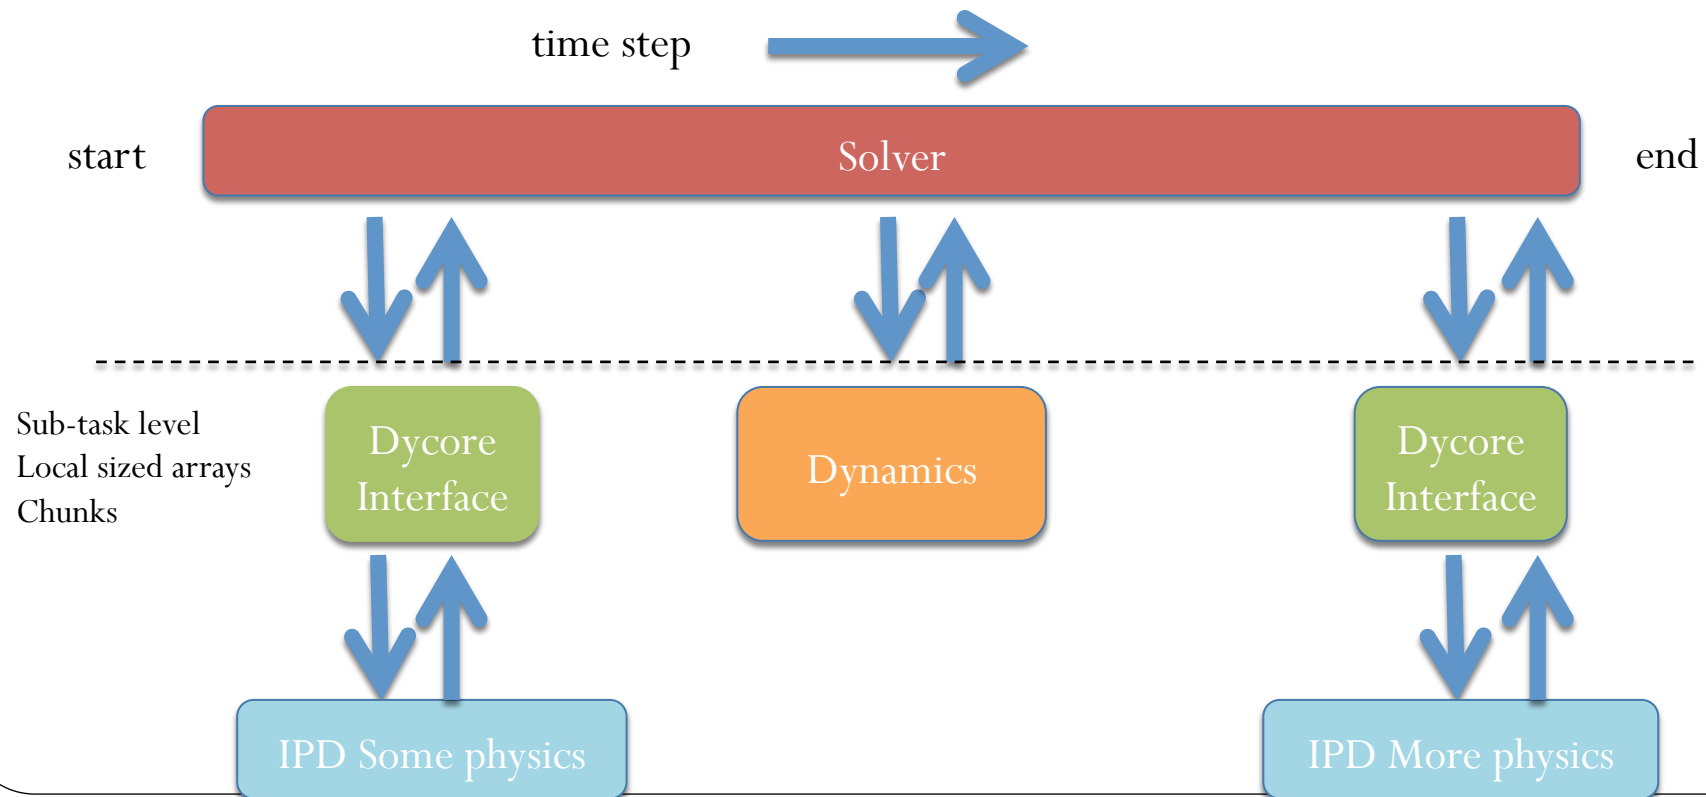 time step
start
Solver
end
Sub-task level
Local sized arrays
Chunks
Dycore
Interface
Dynamics
Dycore
Interface
IPD Some physics
IPD More physics